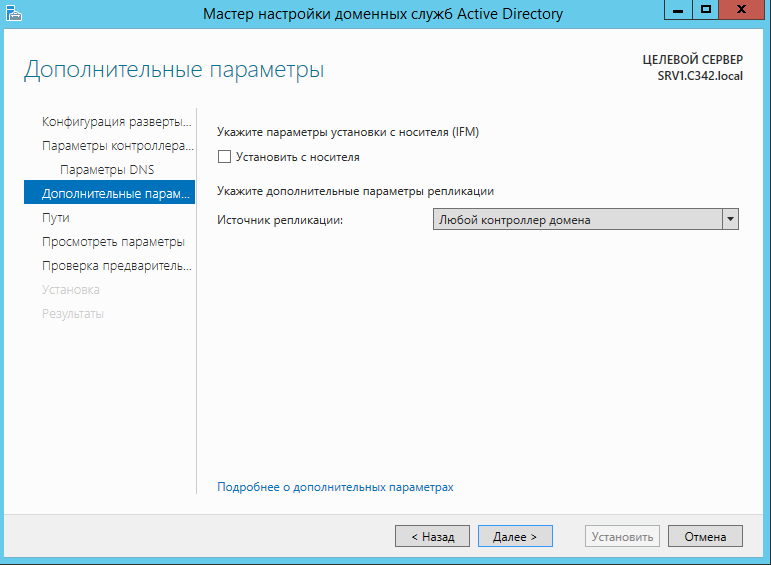 Мастер настройки доменных служб Active Directory
Дополнительные параметры
ЦЕЛЕВОЙ СЕРВЕР
SRV1.C342.local
Конфигурация разверты...
Параметры контроллера...
Параметры DNS
Дополнительные парам...
Пути
Просмотреть параметры
Проверка предваритель...
Установка
Результаты
Укажите параметры установки с носителя (IFM)
Установить с носителя
Укажите дополнительные параметры репликации
Источник репликации: Любой контроллер домена
Подробнее о дополнительных параметрах
< Назад Далее > Установить Отмена